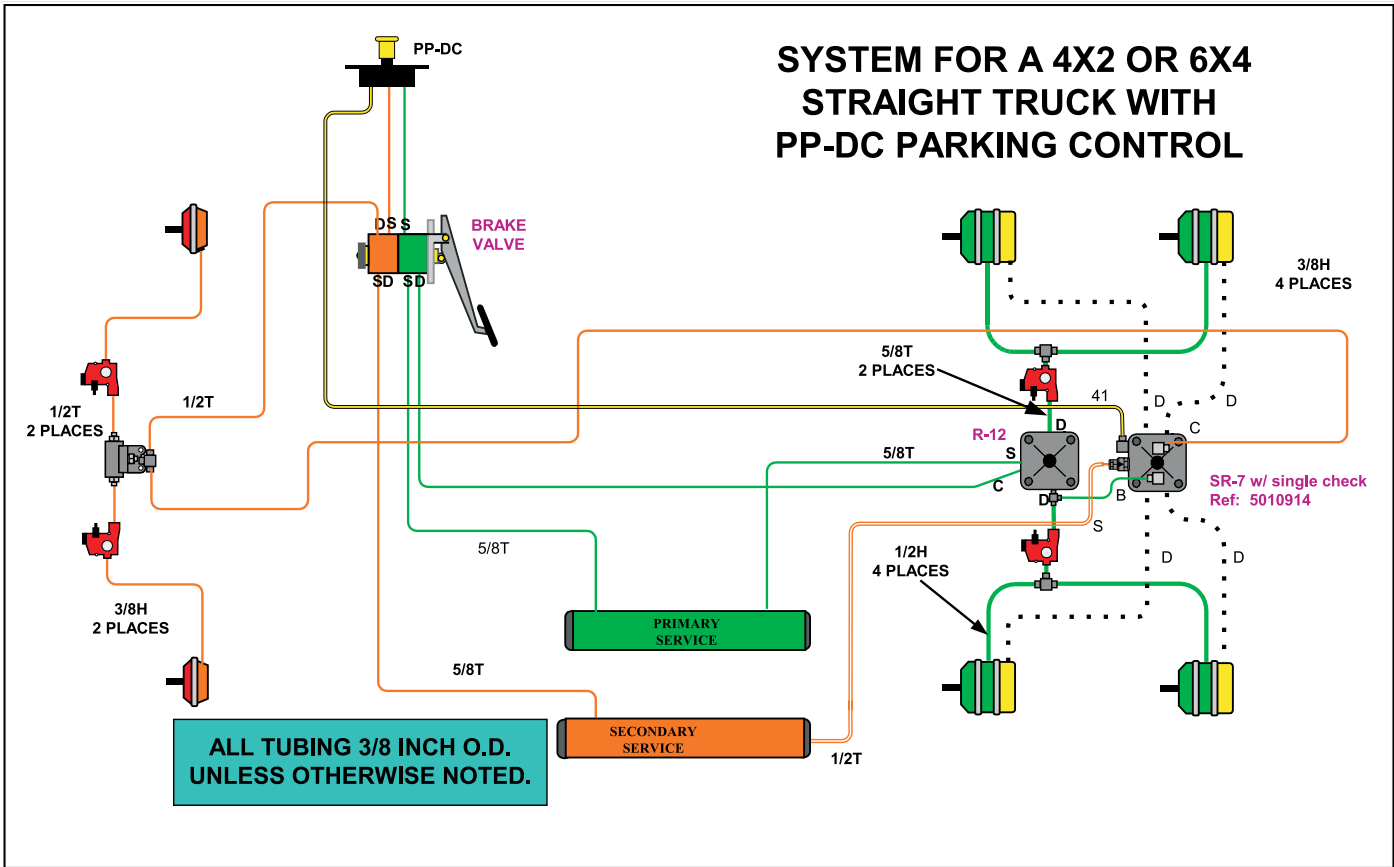 PP-DC
SYSTEM FOR A 4X2 OR 6X4
STRAIGHT TRUCK WITH
PP-DC PARKING CONTROL
D S S
BRAKE
VALVE
S D S D
3/8H
4 PLACES
5/8T
2 PLACES
1/2T
2 PLACES
1/2T
41
D
D
C
R-12
D
S
5/8T
C
D
B
SR-7 w/ single check
Ref: 5010914
S
5/8T
1/2H
4 PLACES
D
D
3/8H
2 PLACES
PRIMARY
SERVICE
5/8T
SECONDARY
SERVICE
1/2T
ALL TUBING 3/8 INCH O.D.
UNLESS OTHERWISE NOTED.